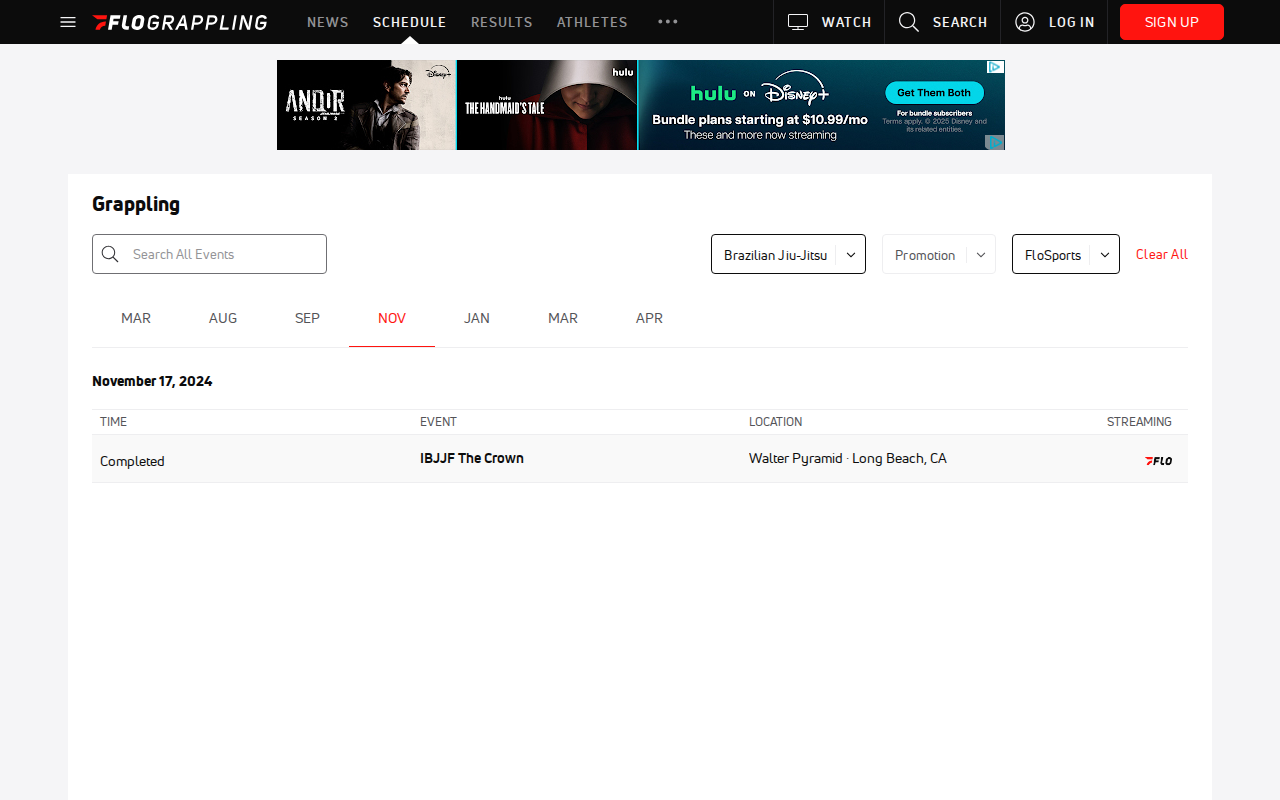 FLOGRAPPLING NEWS SCHEDULE RESULTS ATHLETES WATCH SEARCH LOG IN SIGN UP
ANDOR
SEASON 2
Disney+
hulu
THE HANDMAID'S TALE
hulu
hulu ON Disney+
Bundle plans starting at $10.99/mo
These and more now streaming
Get Them Both
For bundle subscribers
Terms apply. © 2025 Disney and
its related entities.
Grappling
Search All Events
Brazilian Jiu-Jitsu
Promotion
FloSports
Clear All
MAR AUG SEP NOV JAN MAR APR
November 17, 2024
TIME EVENT LOCATION STREAMING
Completed IBJJF The Crown Walter Pyramid · Long Beach, CA FLO